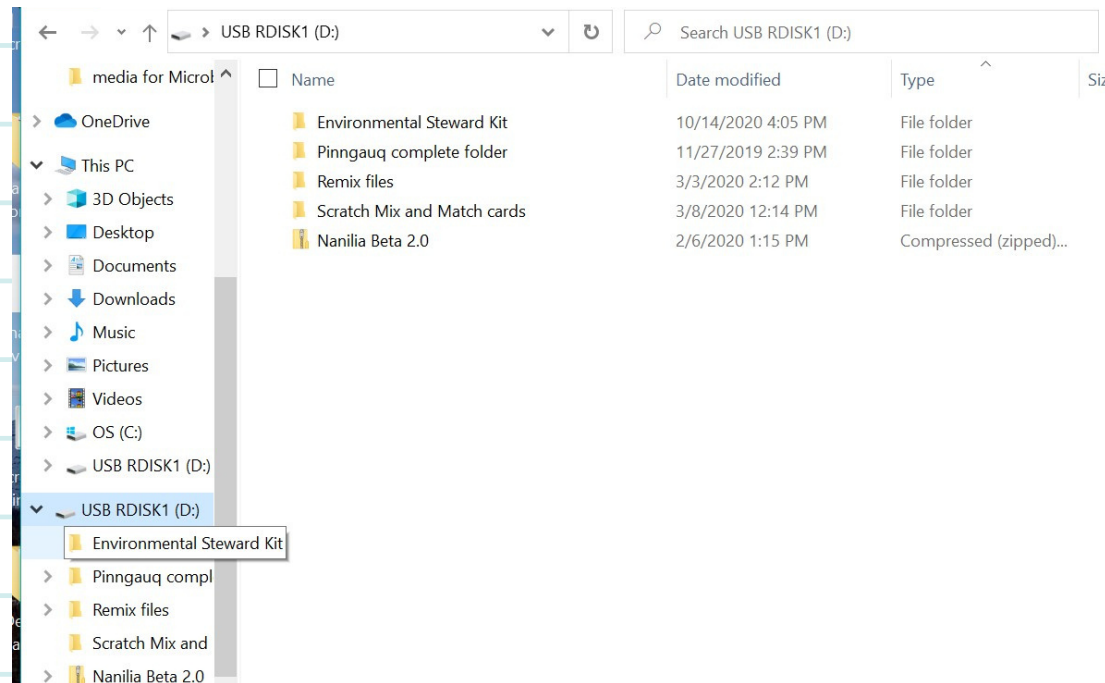 USB RDISK1 (D:)
Search USB RDISK1 (D:)
media for Microb
OneDrive
This PC
3D Objects
Desktop
Documents
Downloads
Music
Pictures
Videos
OS (C:)
USB RDISK1 (D:)
USB RDISK1 (D:)
Environmental Steward Kit
Pinngauq compl
Remix files
Scratch Mix and
Nanilia Beta 2.0
Name Date modified Type Siz
Environmental Steward Kit 10/14/2020 4:05 PM File folder
Pinngauq complete folder 11/27/2019 2:39 PM File folder
Remix files 3/3/2020 2:12 PM File folder
Scratch Mix and Match cards 3/8/2020 12:14 PM File folder
Nanilia Beta 2.0 2/6/2020 1:15 PM Compressed (zipped)...